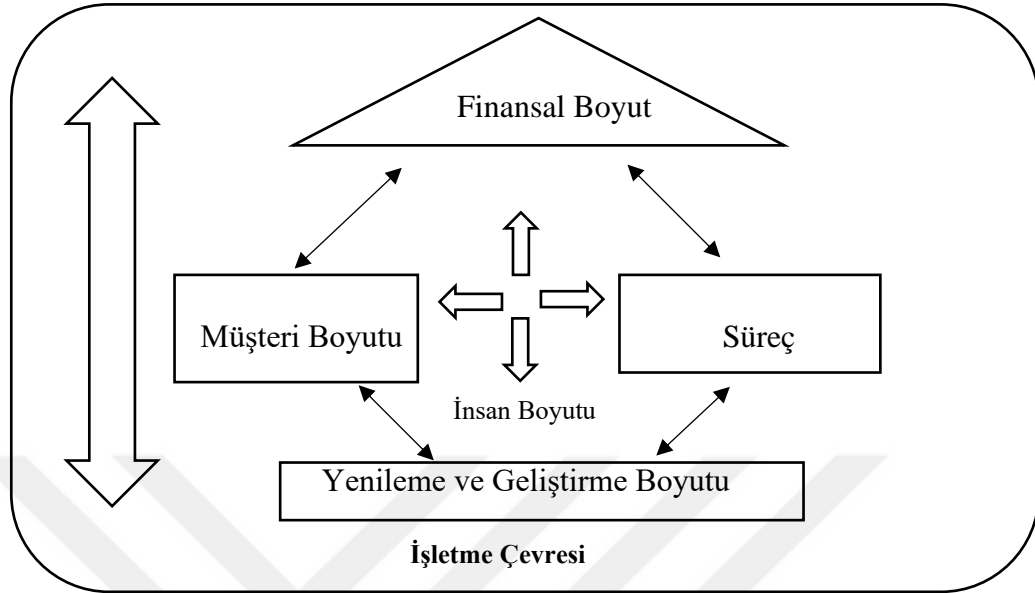 Finansal Boyut
Müşteri Boyutu
Süreç
İnsan Boyutu
Yenileme ve Geliştirme Boyutu
İşletme Çevresi